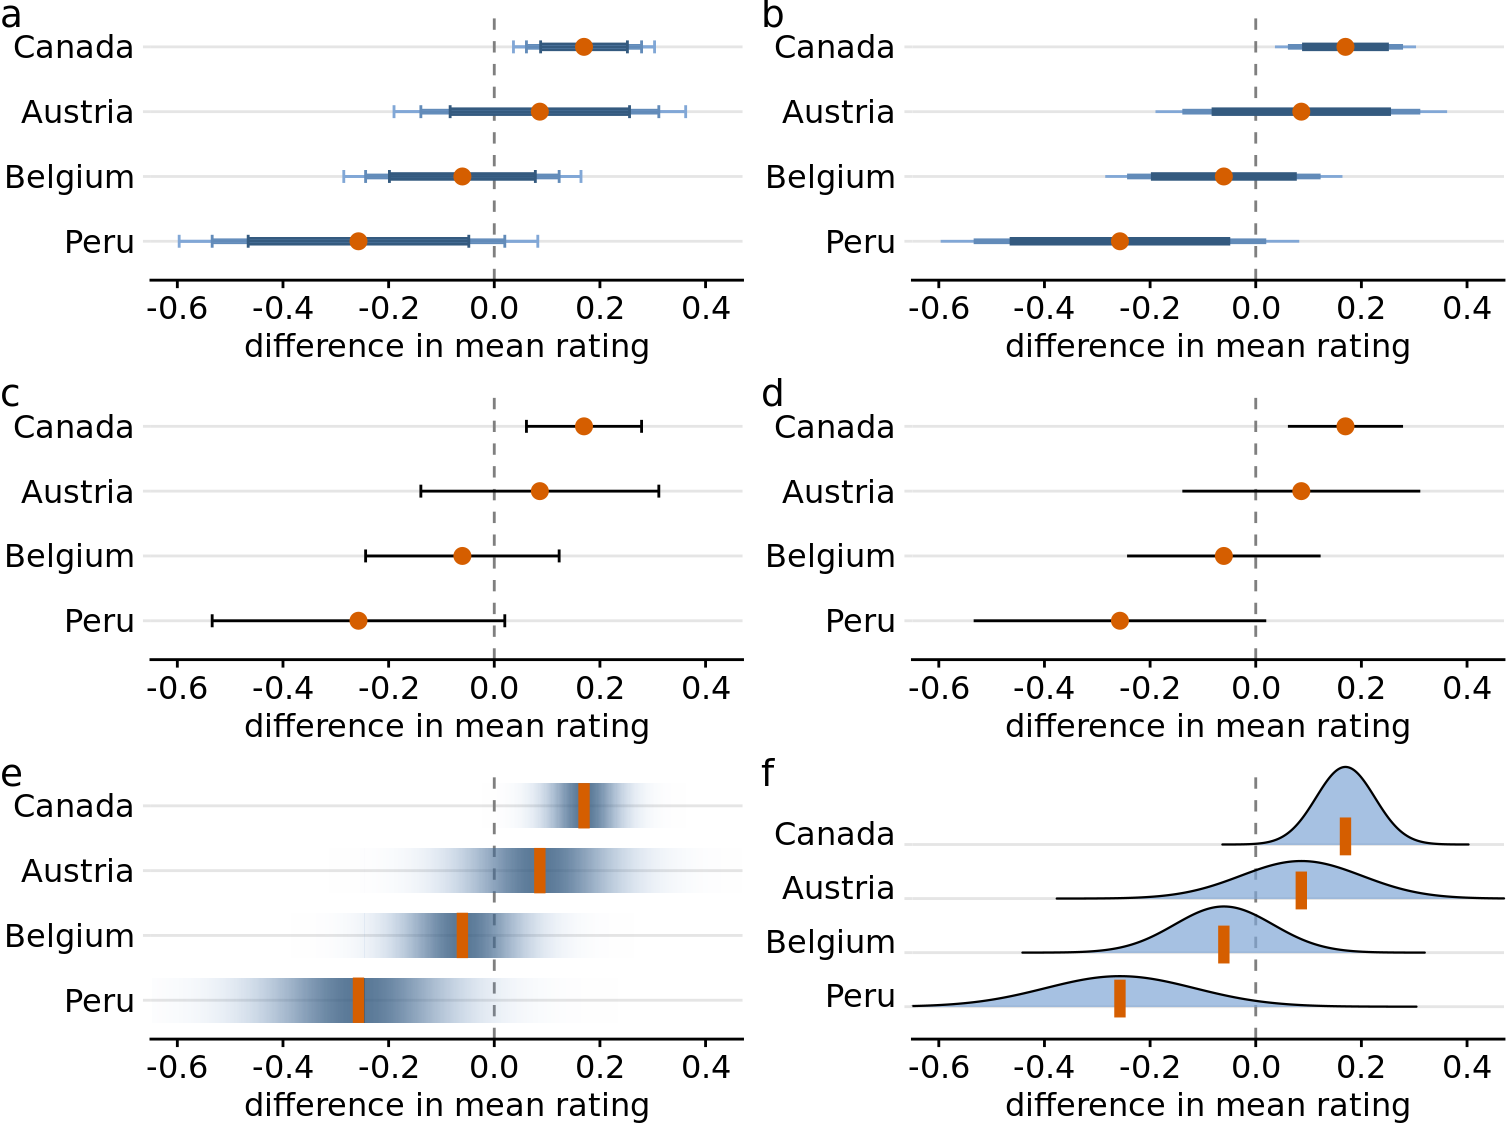 a
Canada
Austria
Belgium
Peru
-0.6 -0.4 -0.2 0.0 0.2 0.4
difference in mean rating
b
Canada
Austria
Belgium
Peru
-0.6 -0.4 -0.2 0.0 0.2 0.4
difference in mean rating
c
Canada
Austria
Belgium
Peru
-0.6 -0.4 -0.2 0.0 0.2 0.4
difference in mean rating
d
Canada
Austria
Belgium
Peru
-0.6 -0.4 -0.2 0.0 0.2 0.4
difference in mean rating
e
Canada
Austria
Belgium
Peru
-0.6 -0.4 -0.2 0.0 0.2 0.4
difference in mean rating
f
Canada
Austria
Belgium
Peru
-0.6 -0.4 -0.2 0.0 0.2 0.4
difference in mean rating